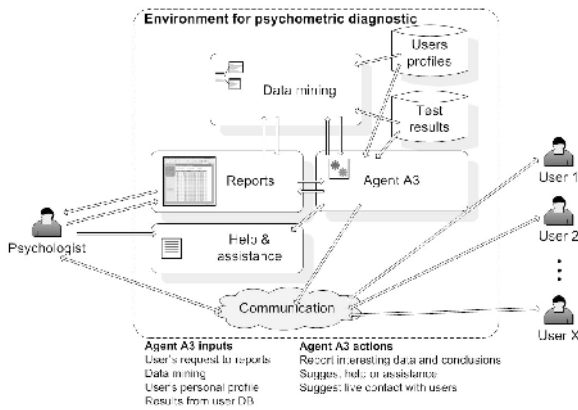 Environment for psychometric diagnostic
Users
profiles
Data mining
Test
results
Reports
Agent A3
User 1
Psychologist
Help &
assistance
User 2
Communication
User X
Agent A3 inputs
User's request to reports
Data mining
User's personal profile
Results from user DB
Agent A3 actions
Report interesting data and conclusions
Suggest help or assistance
Suggest live contact with users